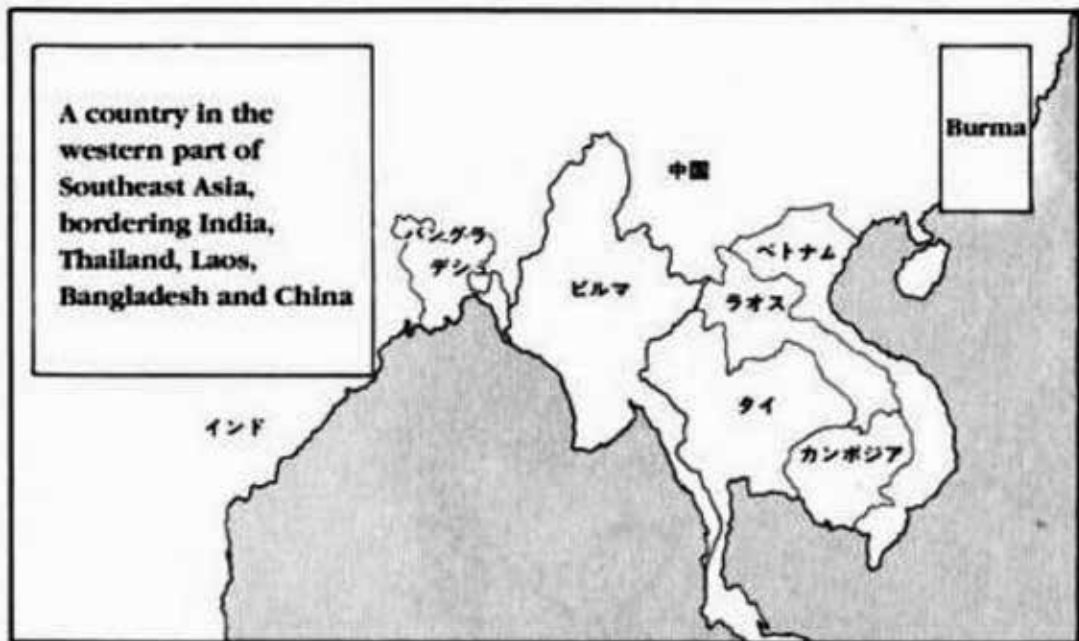 A country in the
western part of
Southeast Asia,
bordering India,
Thailand, Laos,
Bangladesh and China
Burma
中国
バングラ
デシュ
ビルマ
ベトナム
ラオス
タイ
カンボジア
インド